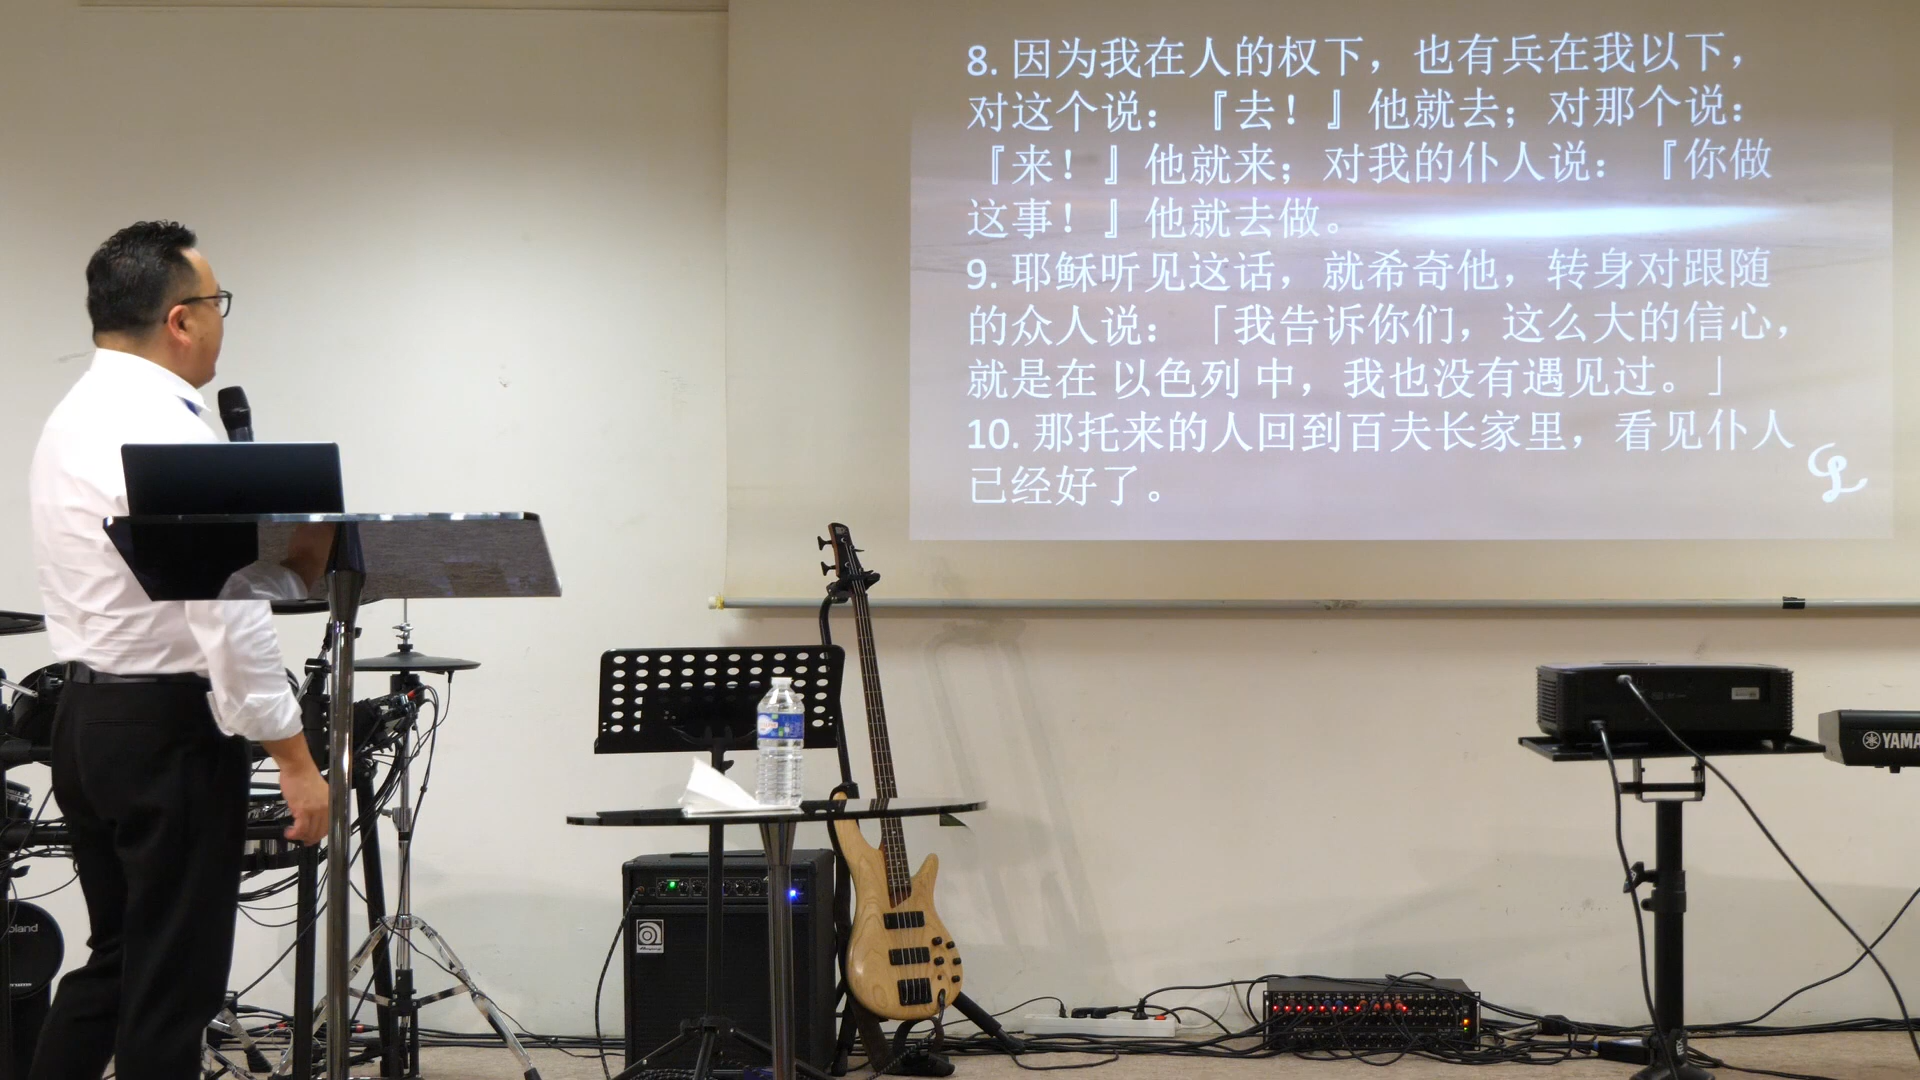 8. 因为我在人的权下，也有兵在我以下，
对这个说：『去！』他就去；对那个说：
『来！』他就来；对我的仆人说：『你做
这事！』他就去做。
9. 耶稣听见这话，就希奇他，转身对跟随
的众人说：「我告诉你们，这么大的信心，
就是在 以色列 中，我也没有遇见过。」
10. 那托来的人回到百夫长家里，看见仆人
已经好了。
YAMA
oland